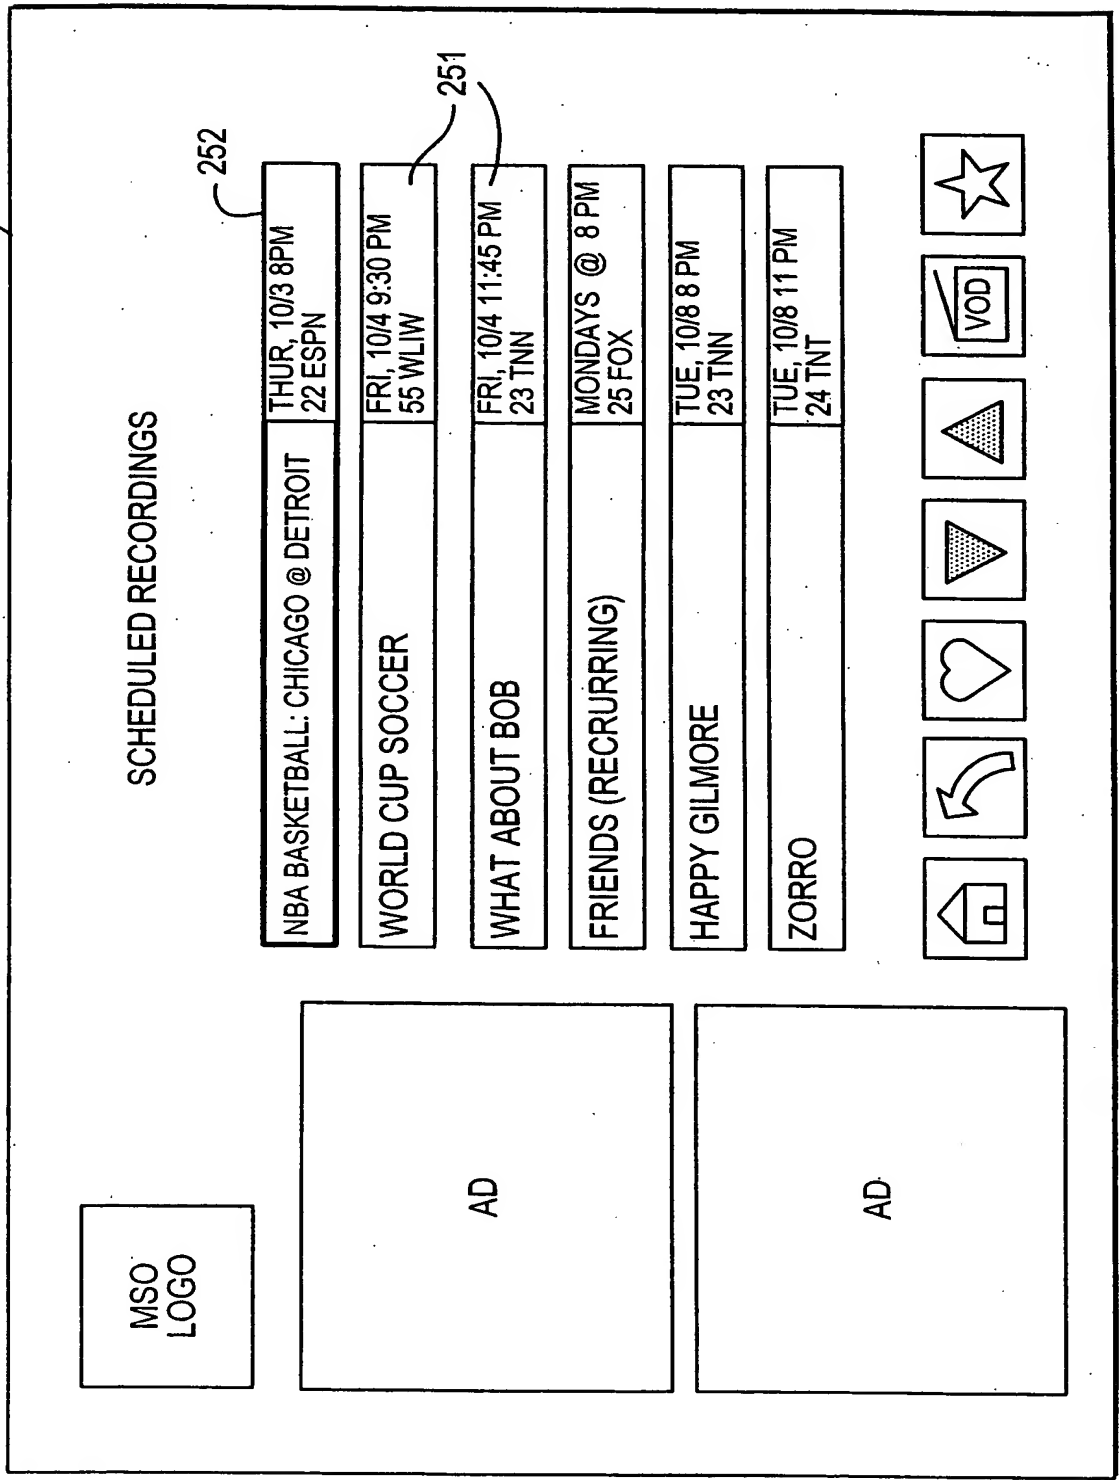 MSO
LOGO
SCHEDULED RECORDINGS
252
NBA BASKETBALL: CHICAGO @ DETROIT
THUR, 10/3 8PM
22 ESPN
251
WORLD CUP SOCCER
FRI, 10/4 9:30 PM
55 WLIW
WHAT ABOUT BOB
FRI, 10/4 11:45 PM
23 TNN
FRIENDS (RECRURRING)
MONDAYS @ 8 PM
25 FOX
HAPPY GILMORE
TUE, 10/8 8 PM
23 TNN
ZORRO
TUE, 10/8 11 PM
24 TNT
AD
AD
VOD